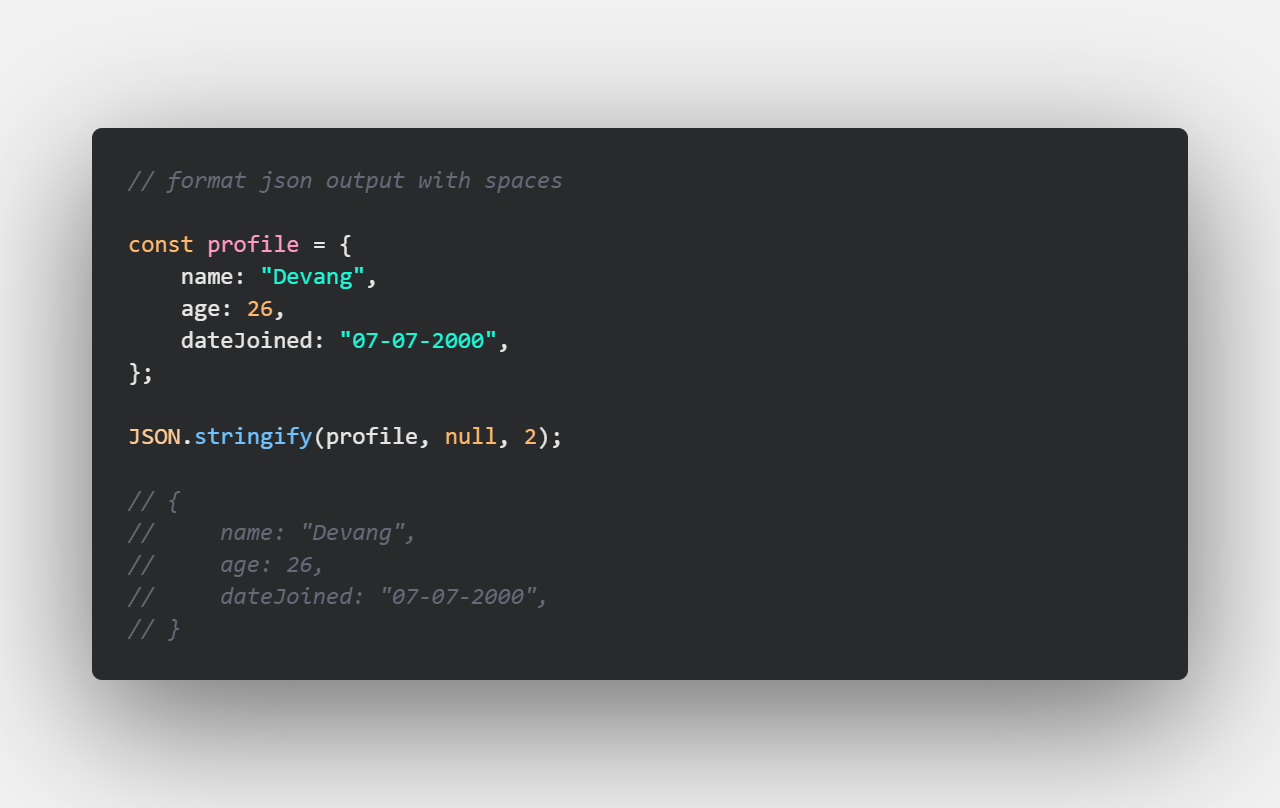 // format json output with spaces
const profile = {
    name: "Devang",
    age: 26,
    dateJoined: "07-07-2000",
};
JSON.stringify(profile, null, 2);
// {
//     name: "Devang",
//     age: 26,
//     dateJoined: "07-07-2000",
// }